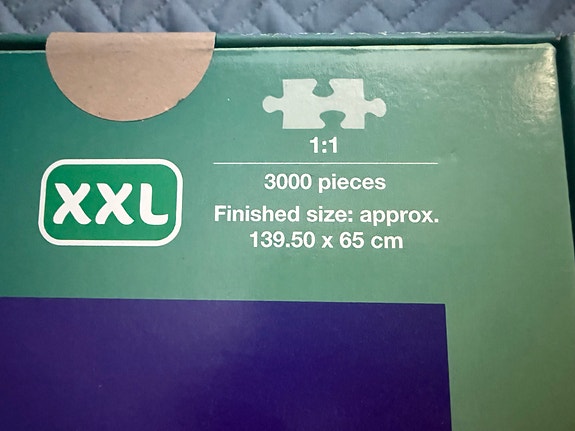 1:1
XXL
3000 pieces
Finished size: approx.
139.50 x 65 cm